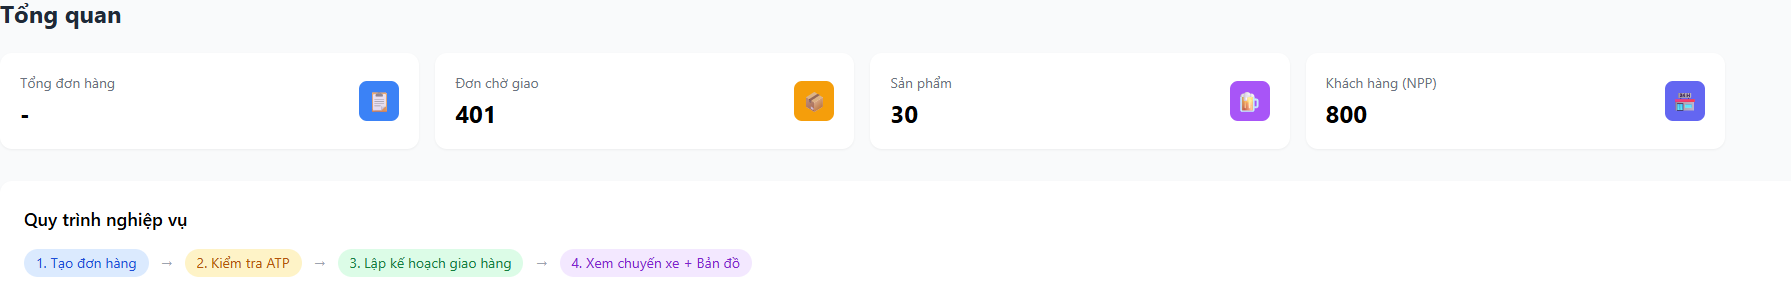 Tổng quan
Tổng đơn hàng
-
Đơn chờ giao
401
Sản phẩm
30
Khách hàng (NPP)
800
Quy trình nghiệp vụ
1. Tạo đơn hàng → 2. Kiểm tra ATP → 3. Lập kế hoạch giao hàng → 4. Xem chuyến xe + Bản đồ